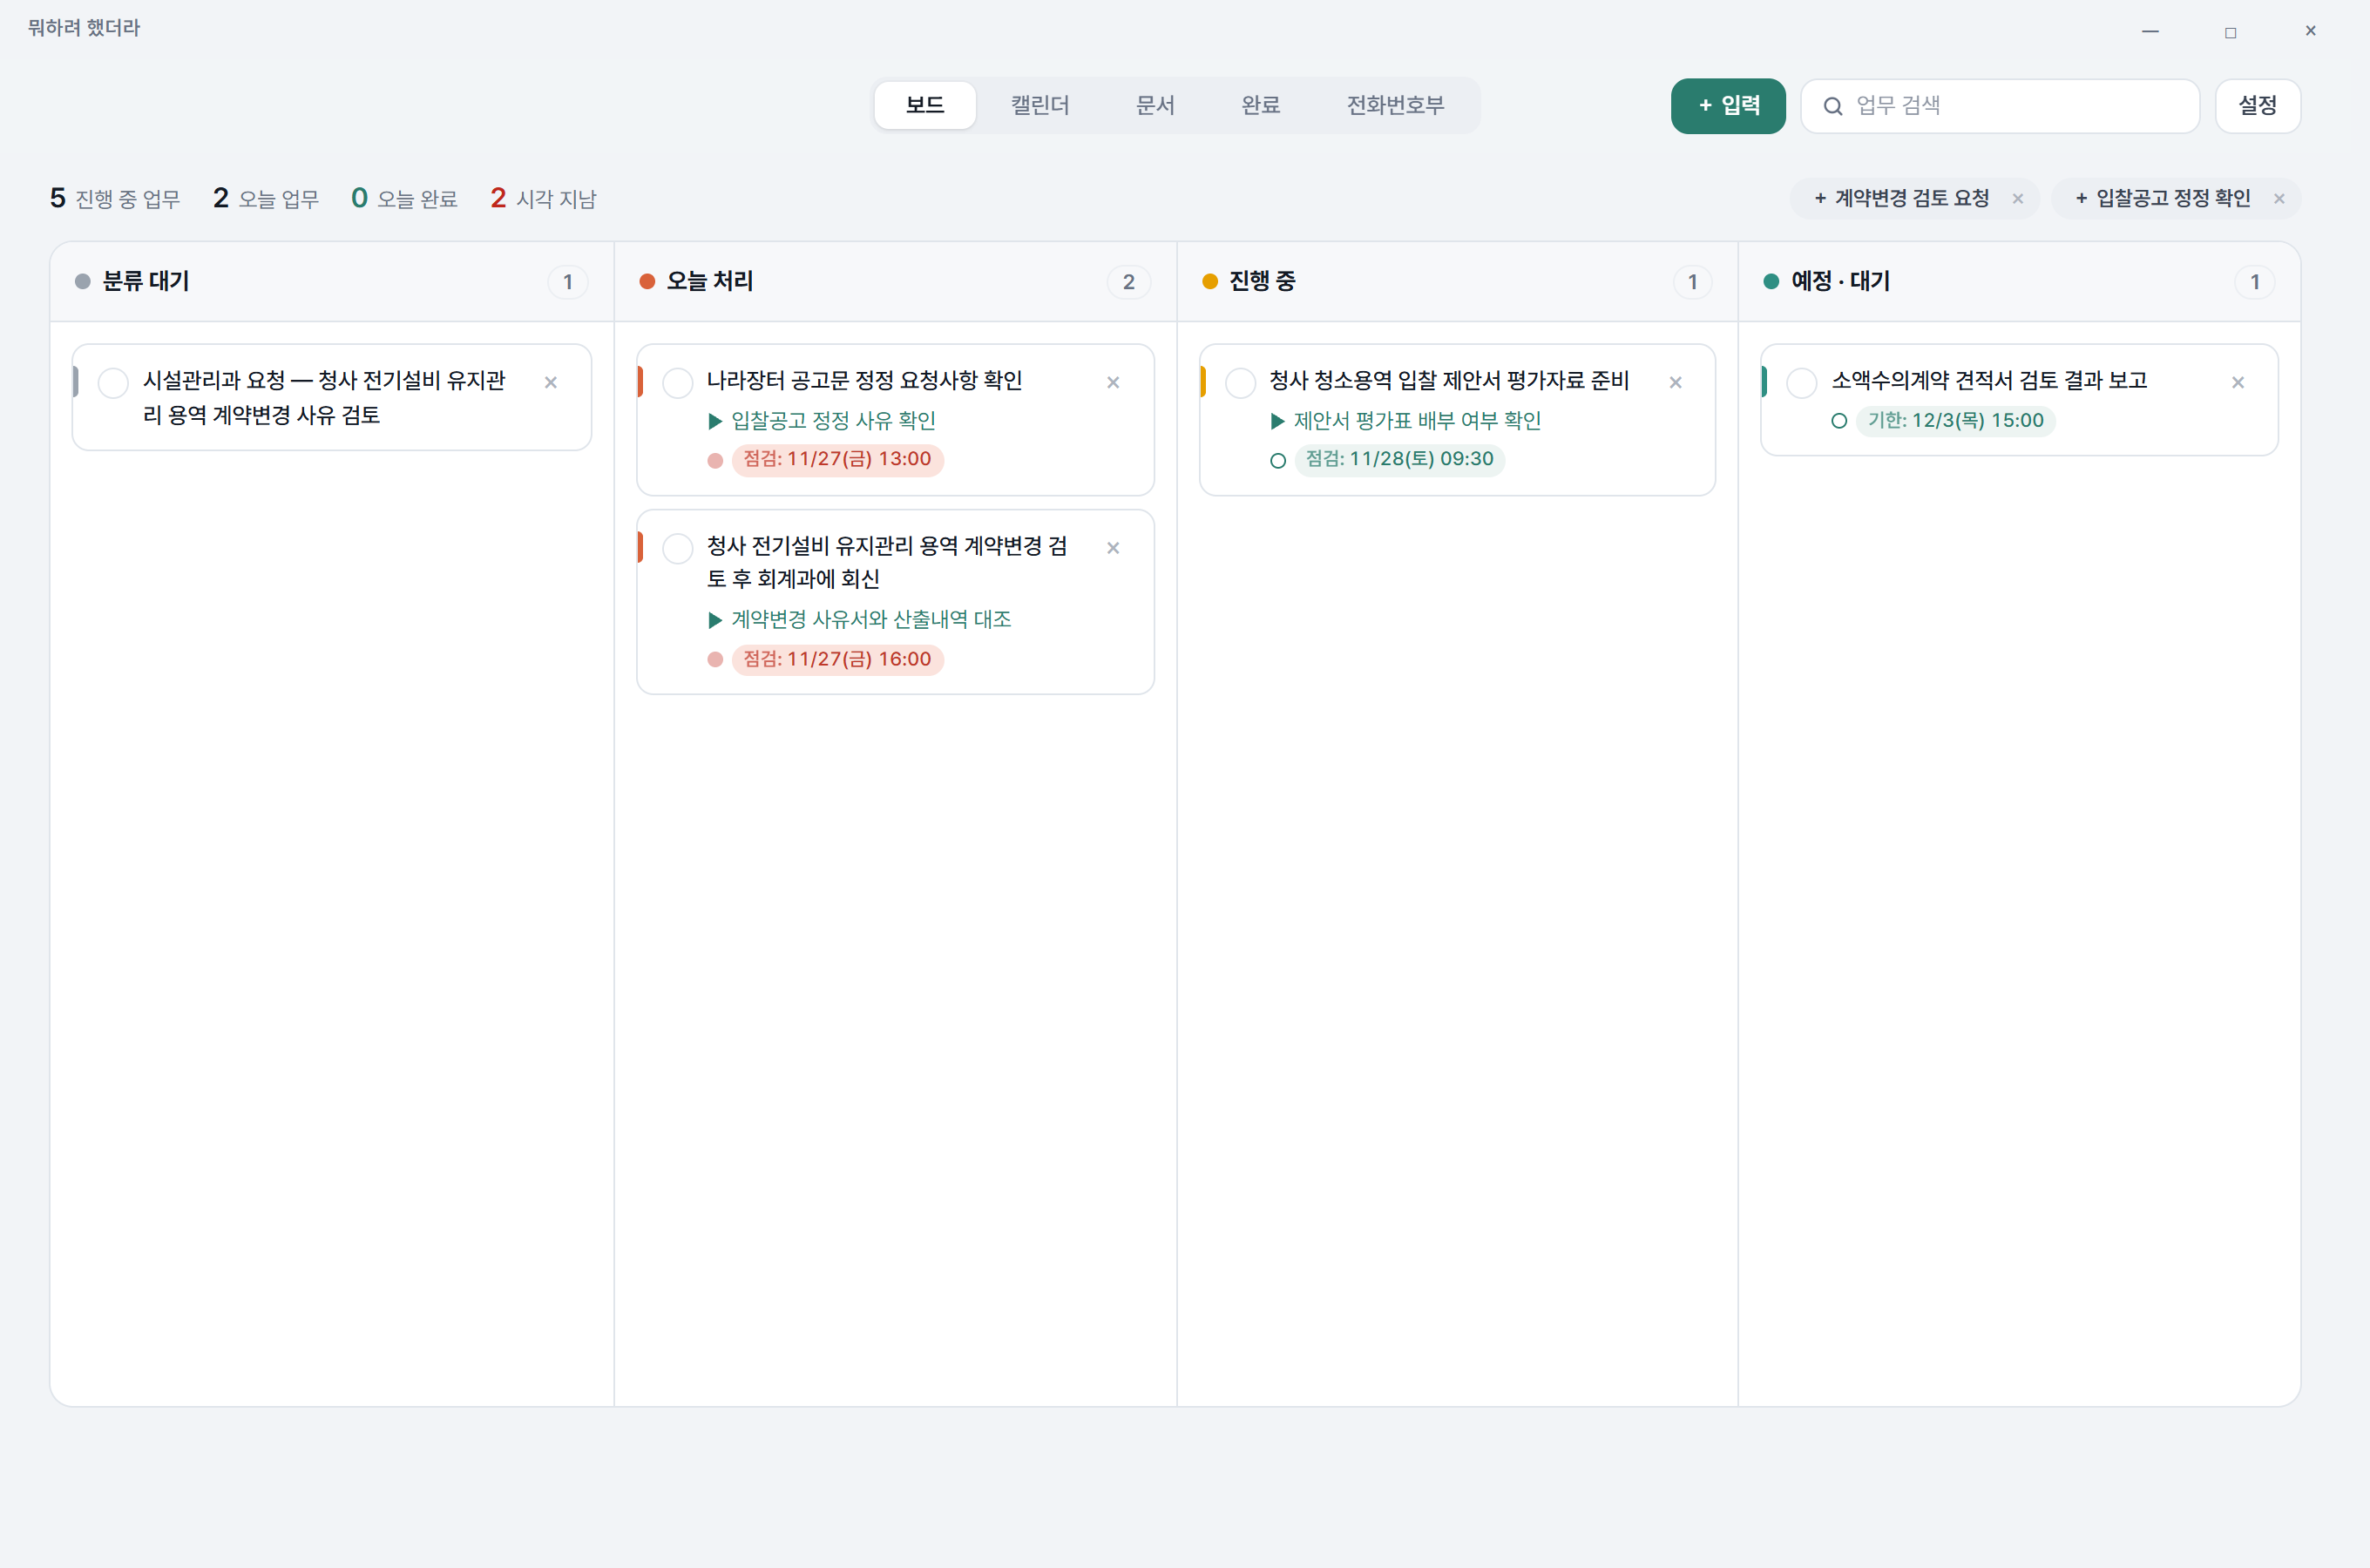 뭐하려 했더라
보드 캘린더 문서 완료 전화번호부
+ 입력
업무 검색
설정
5 진행 중 업무 2 오늘 업무 0 오늘 완료 2 시각 지남
+ 계약변경 검토 요청 ×
+ 입찰공고 정정 확인 ×
분류 대기 1
시설관리과 요청 — 청사 전기설비 유지관
리 용역 계약변경 사유 검토
오늘 처리 2
나라장터 공고문 정정 요청사항 확인
▶ 입찰공고 정정 사유 확인
점검: 11/27(금) 13:00
청사 전기설비 유지관리 용역 계약변경 검
토 후 회계과에 회신
▶ 계약변경 사유서와 산출내역 대조
점검: 11/27(금) 16:00
진행 중 1
청사 청소용역 입찰 제안서 평가자료 준비
▶ 제안서 평가표 배부 여부 확인
점검: 11/28(토) 09:30
예정 · 대기 1
소액수의계약 견적서 검토 결과 보고
기한: 12/3(목) 15:00